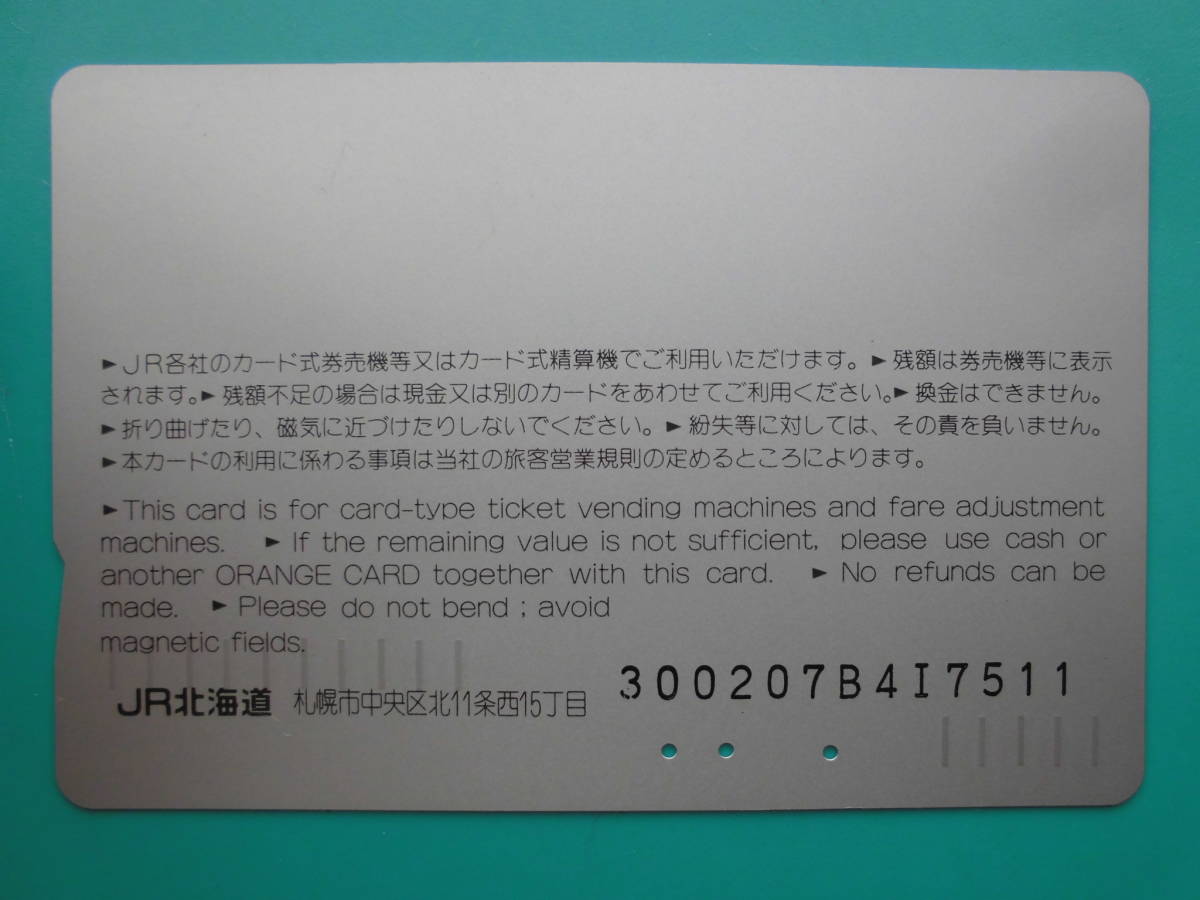 ►JR各社のカード式券売機等又はカード式精算機でご利用いただけます。►残額は券売機等に表示
されます。►残額不足の場合は現金又は別のカードをあわせてご利用ください。►換金はできません。
►折り曲げたり、磁気に近づけたりしないでください。►紛失等に対しては、その責を負いません。
►本カードの利用に係わる事項は当社の旅客営業規則の定めるところによります。
►This card is for card-type ticket vending machines and fare adjustment
machines. ►If the remaining value is not sufficient, please use cash or
another ORANGE CARD together with this card. ►No refunds can be
made. ►Please do not bend ; avoid
magnetic fields.
JR北海道 札幌市中央区北11条西15丁目 300207B4I7511